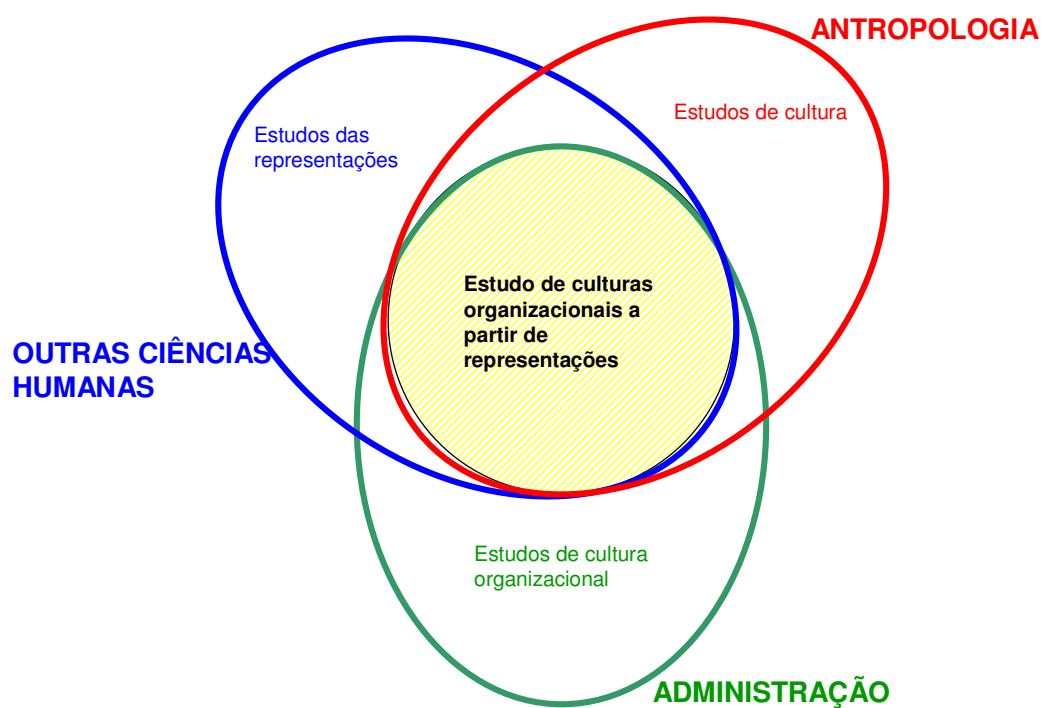 ANTROPOLOGIA
Estudos de cultura
Estudos das
representações
Estudo de culturas
organizacionais a
partir de
representações
OUTRAS CIÊNCIAS
HUMANAS
Estudos de cultura
organizacional
ADMINISTRAÇÃO